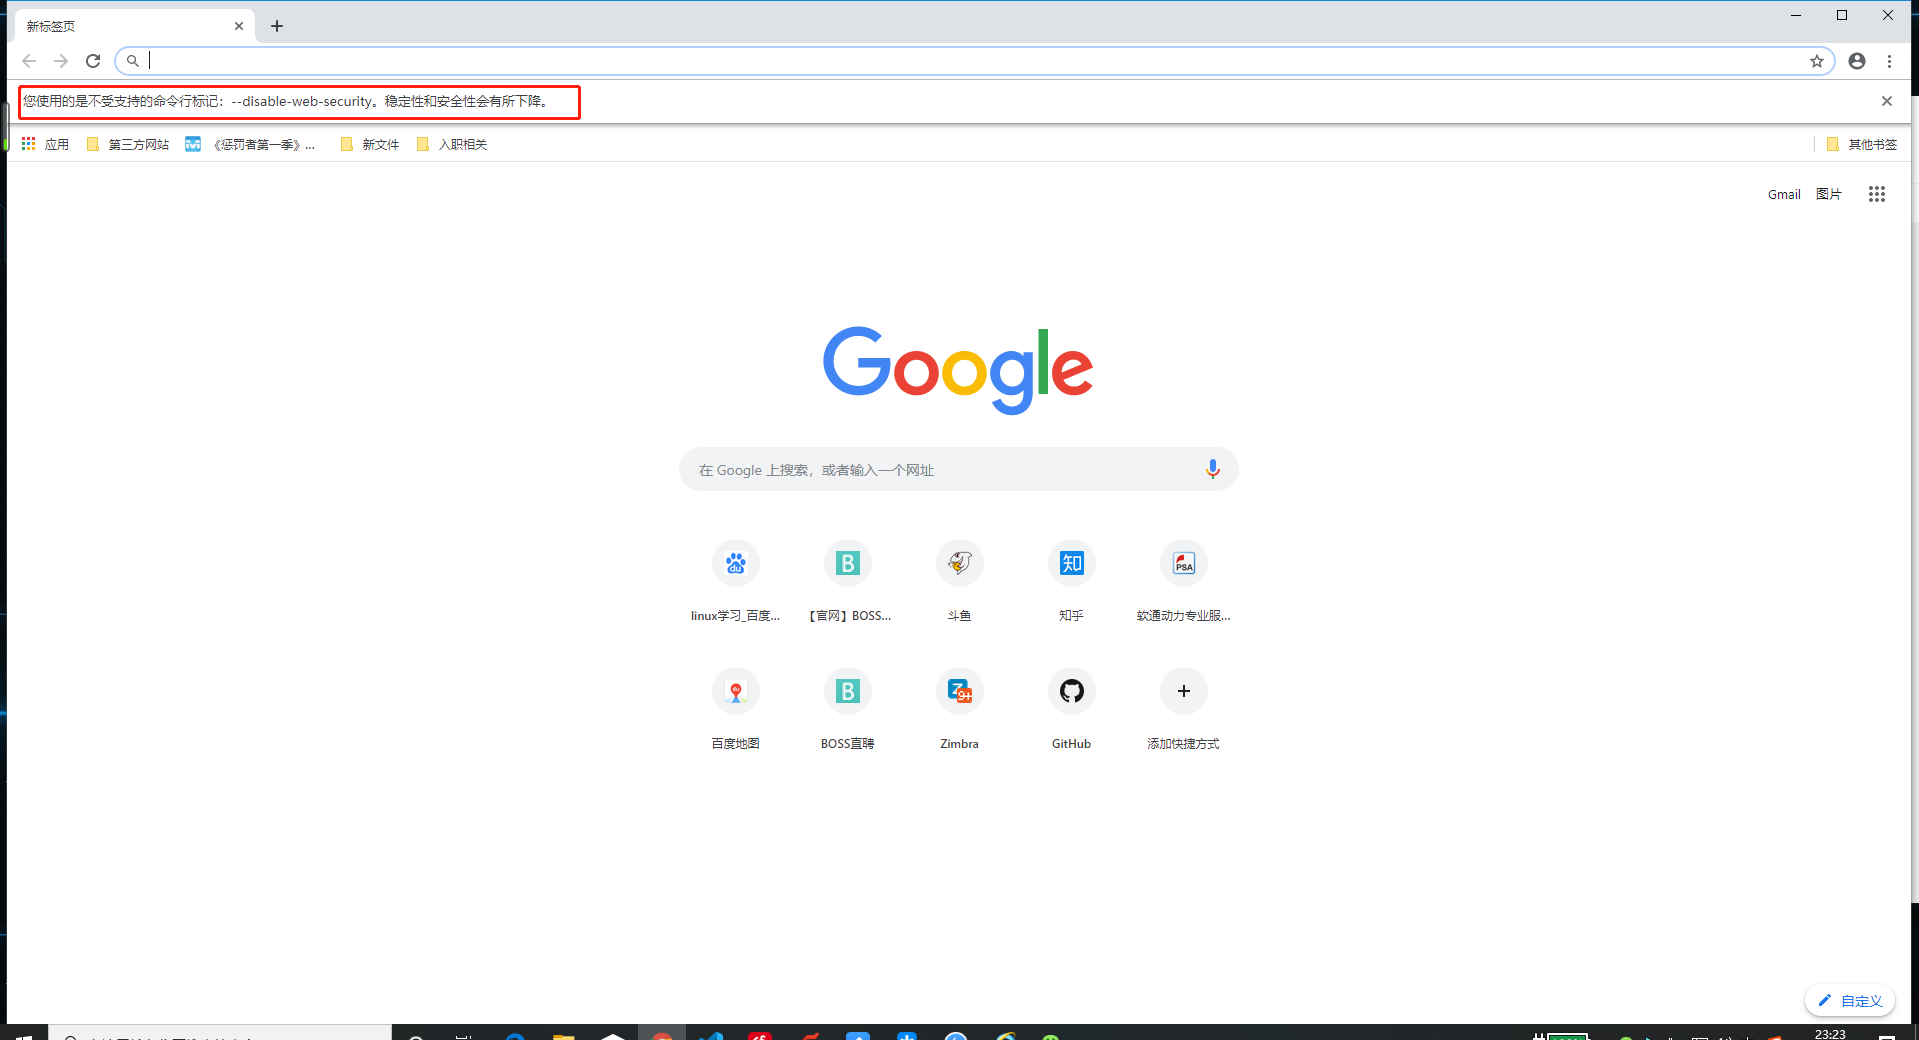 新标签页
您使用的是不受支持的命令行标记：--disable-web-security。稳定性和安全性会有所下降。
应用 第三方网站 《惩罚者第一季》... 新文件 入职相关 其他书签
Gmail 图片
Google
在 Google 上搜索，或者输入一个网址
du B 知 PSA
linux学习_百度... 【官网】BOSS... 斗鱼 知乎 软通动力专业服...
du B Z 9+
百度地图 BOSS直聘 Zimbra GitHub 添加快捷方式
自定义
23:23